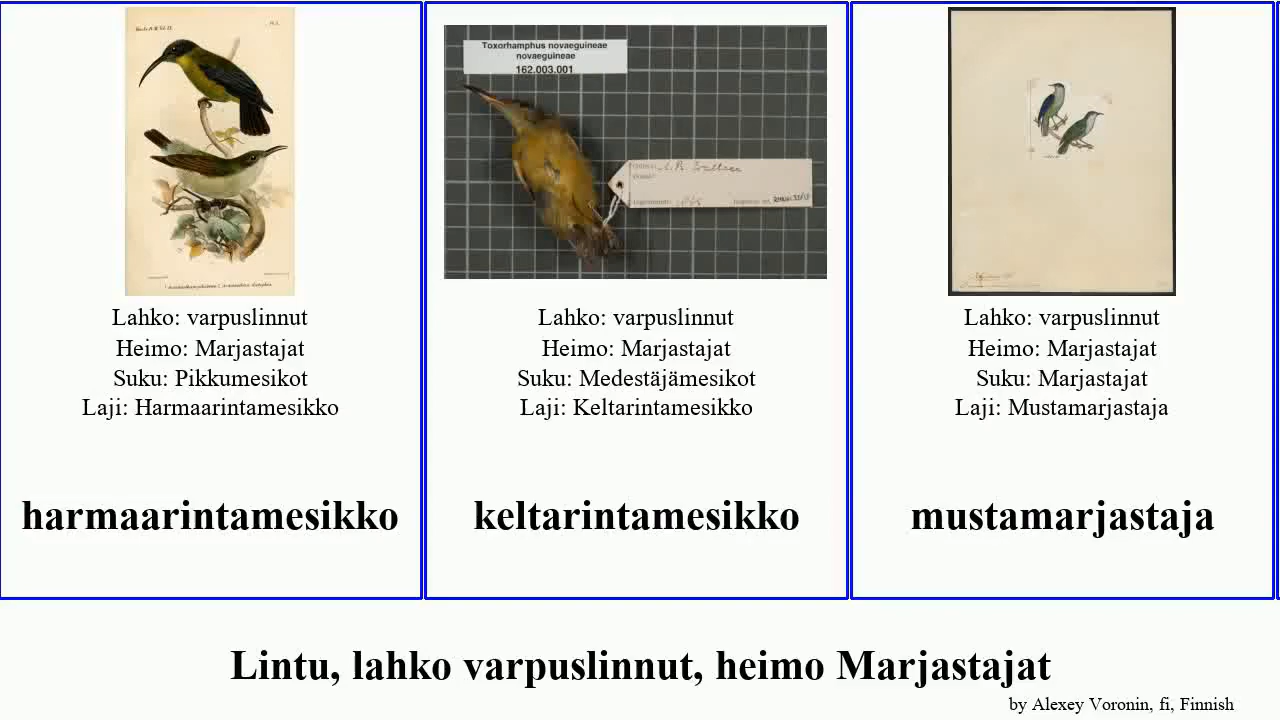 Toxorhamphus novaeguineae
novaeguineae
162.003.001
Lahko: varpuslinnut
Heimo: Marjastajat
Suku: Pikkumesikot
Laji: Harmaarintamesikko
harmaarintamesikko
Lahko: varpuslinnut
Heimo: Marjastajat
Suku: Medestäjämesikot
Laji: Keltarintamesikko
keltarintamesikko
Lahko: varpuslinnut
Heimo: Marjastajat
Suku: Marjastajat
Laji: Mustamarjastaja
mustamarjastaja
Lintu, lahko varpuslinnut, heimo Marjastajat
by Alexey Voronin, fi, Finnish